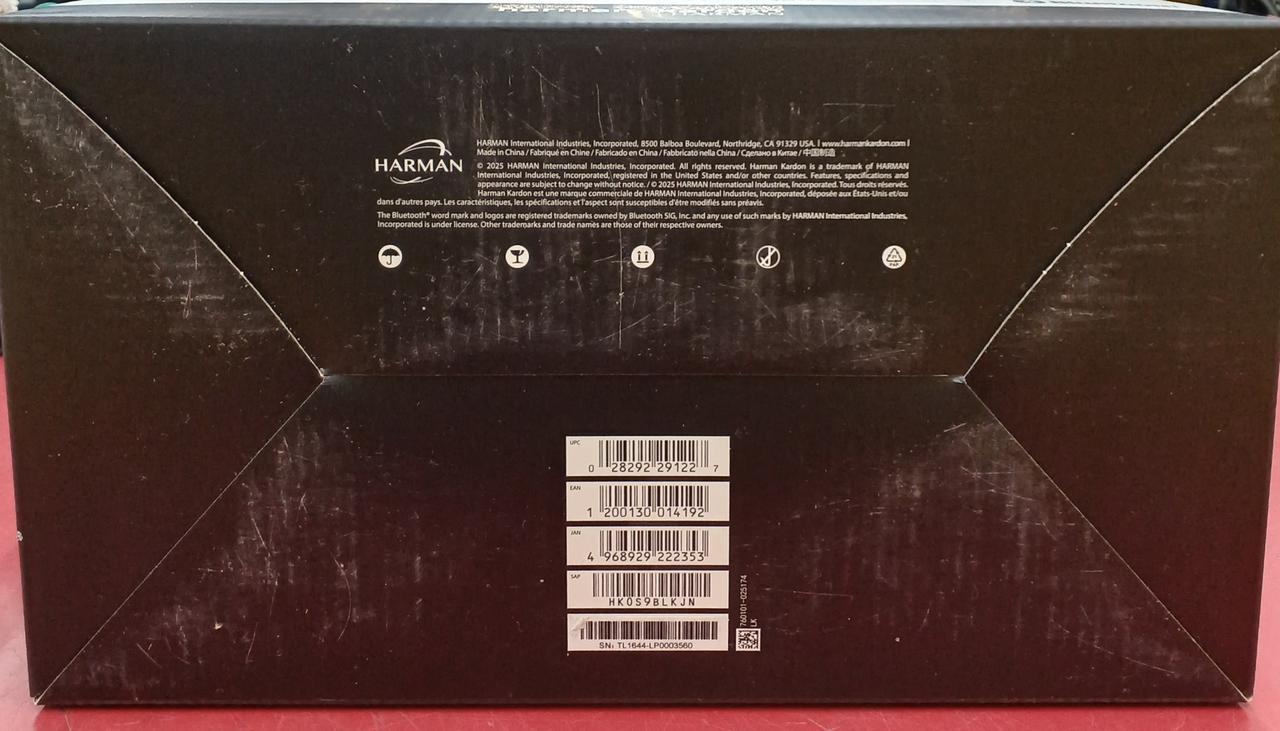 HARMAN
HARMAN International Industries, Incorporated, 8500 Balboa Boulevard, Northridge, CA 91329 USA. | www.harmankardon.com |
Made in China / Fabriqué en Chine / Fabricado en China / Fabbricato nella China / Сделано в Китае / 中国制造
© 2025 HARMAN International Industries, Incorporated. All rights reserved. Harman Kardon is a trademark of HARMAN
International Industries, Incorporated, registered in the United States and/or other countries. Features, specifications and
appearance are subject to change without notice. / © 2025 HARMAN International Industries, Incorporated. Tous droits réservés.
Harman Kardon est une marque commerciale de HARMAN International Industries, Incorporated, déposée aux États-Unis et/ou
dans d'autres pays. Les caractéristiques, les spécifications et l'aspect sont susceptibles d'être modifiés sans préavis.
The Bluetooth® word mark and logos are registered trademarks owned by Bluetooth SIG, Inc. and any use of such marks by HARMAN International Industries,
Incorporated is under license. Other trademarks and trade names are those of their respective owners.
21
PAP
UPC
0 28292 29122 7
EAN
1 200130 014192
JAN
4 968929 222353
SAP
HKOS9BLKJN
SN: TL1644-LP0003560
760101-025174
LK